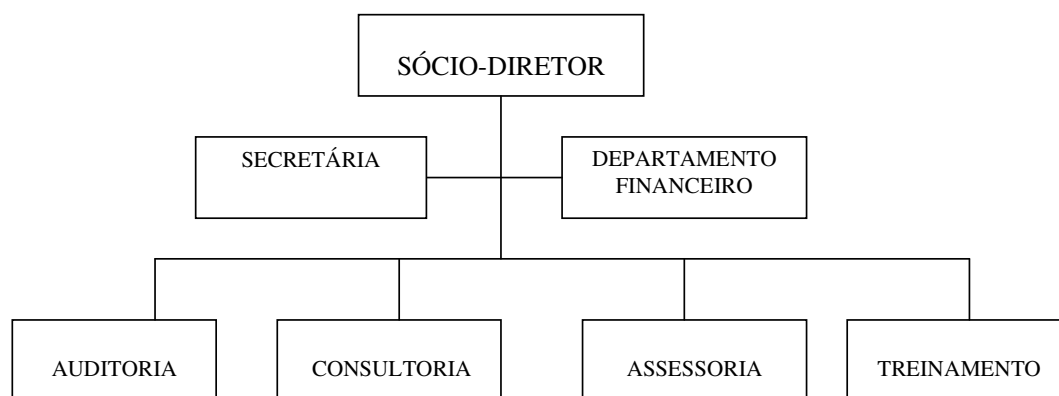 SÓCIO-DIRETOR
SECRETÁRIA
DEPARTAMENTO
FINANCEIRO
AUDITORIA
CONSULTORIA
ASSESSORIA
TREINAMENTO